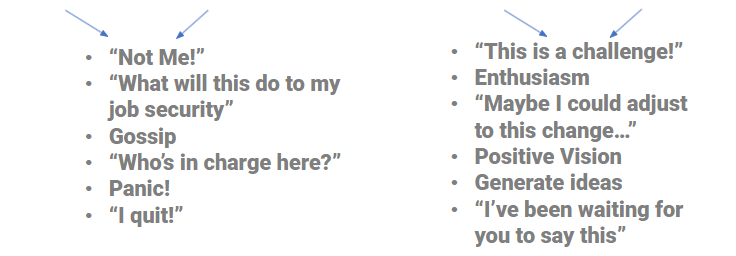 • “Not Me!”
• “What will this do to my
job security”
• Gossip
• “Who’s in charge here?”
• Panic!
• “I quit!”
• “This is a challenge!”
• Enthusiasm
• “Maybe I could adjust
to this change…”
• Positive Vision
• Generate ideas
• “I’ve been waiting for
you to say this”